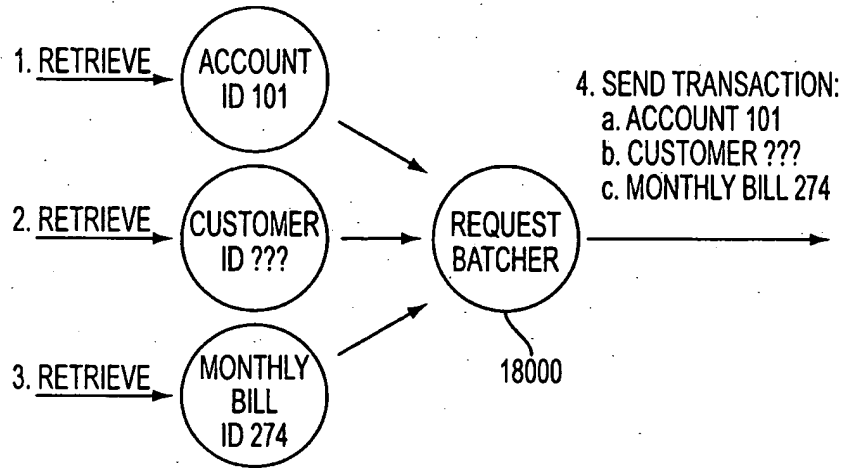 1. RETRIEVE
ACCOUNT
ID 101
2. RETRIEVE
CUSTOMER
ID ???
3. RETRIEVE
MONTHLY
BILL
ID 274
REQUEST
BATCHER
18000
4. SEND TRANSACTION:
a. ACCOUNT 101
b. CUSTOMER ???
c. MONTHLY BILL 274